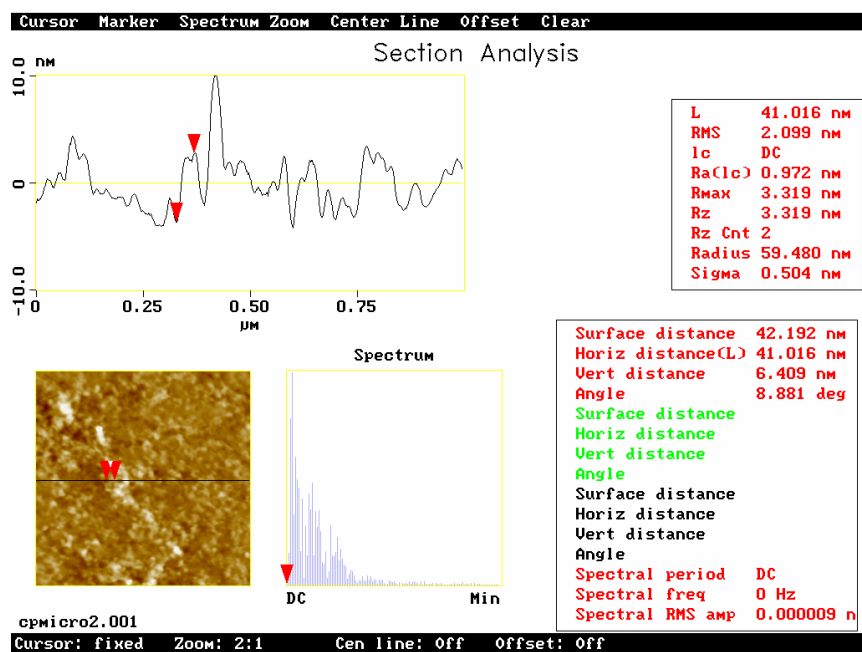 Cursor Marker Spectrum Zoom Center Line Offset Clear
Section Analysis
nM
10.0
0
-10.0
-0 0.25 0.50 0.75
µM
L 41.016 nM
RMS 2.099 nM
lc DC
Ra(lc) 0.972 nM
Rmax 3.319 nM
Rz 3.319 nM
Rz Cnt 2
Radius 59.480 nM
Sigma 0.504 nM
Surface distance 42.192 nM
Horiz distance(L) 41.016 nM
Vert distance 6.409 nM
Angle 8.881 deg
Surface distance
Horiz distance
Vert distance
Angle
Surface distance
Horiz distance
Vert distance
Angle
Spectral period DC
Spectral freq 0 Hz
Spectral RMS amp 0.000009 n
Spectrum
DC Min
cpmicro2.001
Cursor: fixed Zoom: 2:1 Cen line: Off Offset: Off